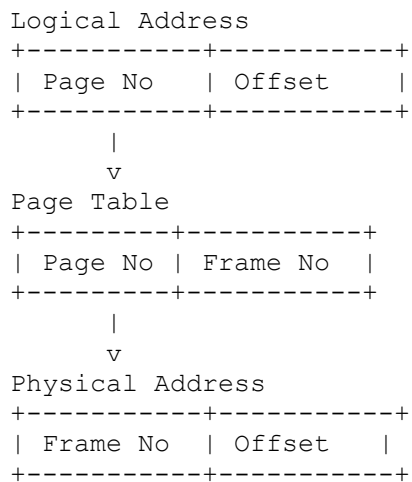 Logical Address
+-----------+-----------+
| Page No   | Offset    |
+-----------+-----------+
      |
      v
Page Table
+---------+-----------+
| Page No | Frame No  |
+---------+-----------+
      |
      v
Physical Address
+-----------+-----------+
| Frame No  | Offset   |
+-----------+-----------+